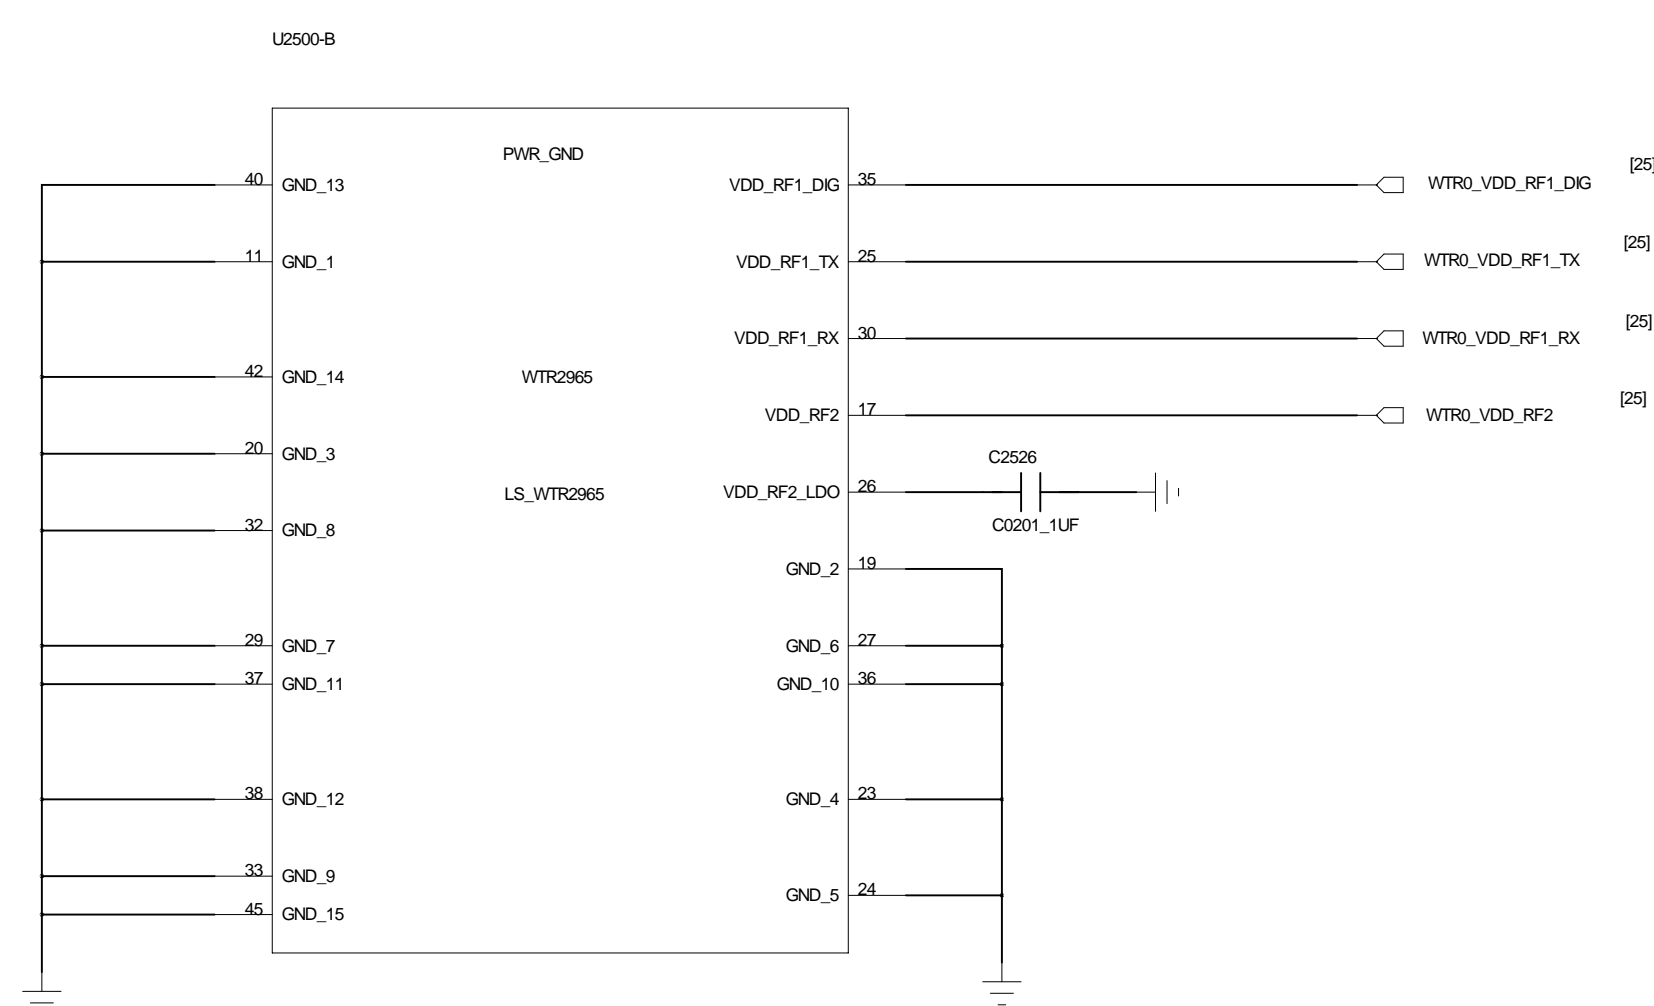 U2500-B
PWR_GND
40 GND_13
VDD_RF1_DIG 35
WTR0_VDD_RF1_DIG
[25]
11 GND_1
VDD_RF1_TX 25
WTR0_VDD_RF1_TX
[25]
VDD_RF1_RX 30
WTR0_VDD_RF1_RX
[25]
42 GND_14
WTR2965
VDD_RF2 17
WTR0_VDD_RF2
[25]
20 GND_3
C2526
LS_WTR2965
VDD_RF2_LDO 26
C0201_1UF
32 GND_8
GND_2 19
29 GND_7
GND_6 27
37 GND_11
GND_10 36
38 GND_12
GND_4 23
33 GND_9
GND_5 24
45 GND_15